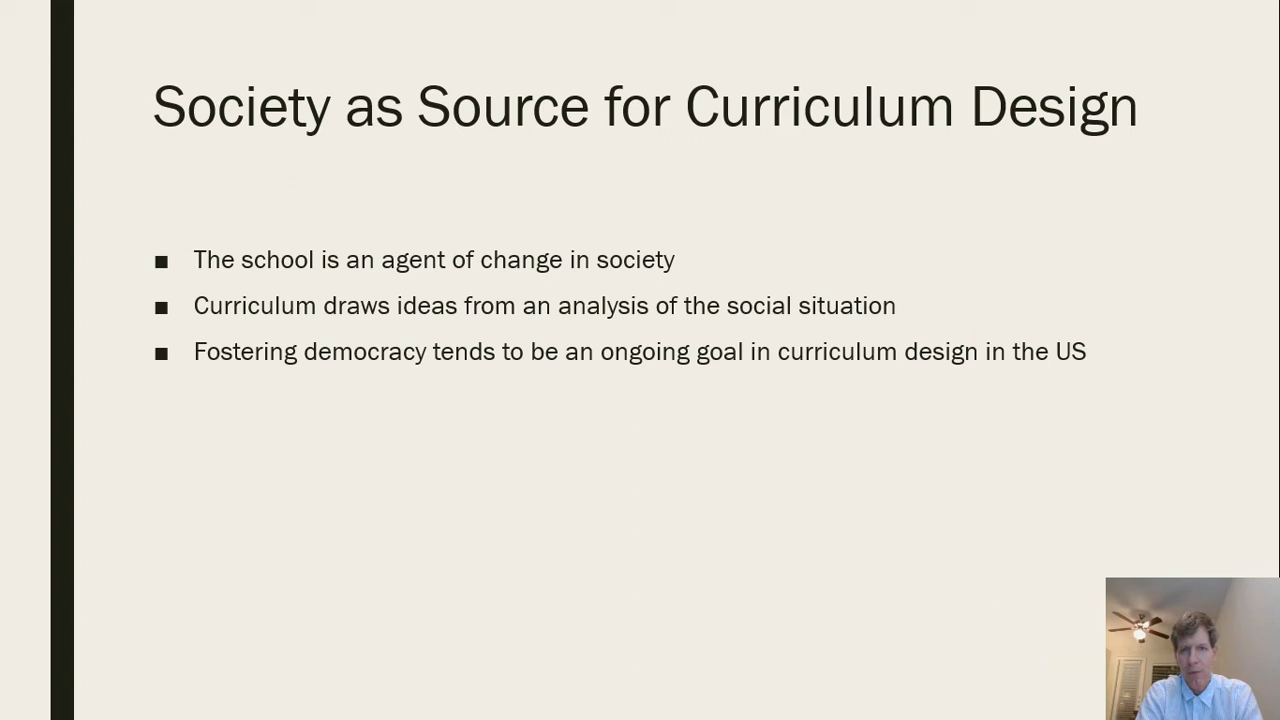 Society as Source for Curriculum Design
■ The school is an agent of change in society
■ Curriculum draws ideas from an analysis of the social situation
■ Fostering democracy tends to be an ongoing goal in curriculum design in the US